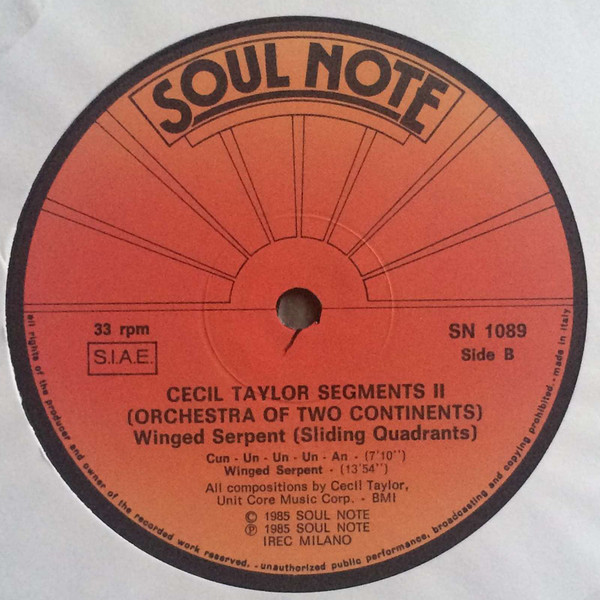 SOUL NOTE
33 rpm
S.I.A.E.
SN 1089
Side B
CECIL TAYLOR SEGMENTS II
(ORCHESTRA OF TWO CONTINENTS)
Winged Serpent (Sliding Quadrants)
Cun - Un - Un - Un - An - (7'10'')
Winged Serpent - (13'54'')
All compositions by Cecil Taylor,
Unit Core Music Corp. - BMI
© 1985 SOUL NOTE
℗ 1985 SOUL NOTE
IREC MILANO
all rights of the producer and owner of the recorded work reserved. - unauthorized public performance, broadcasting and copying prohibited. - made in italy